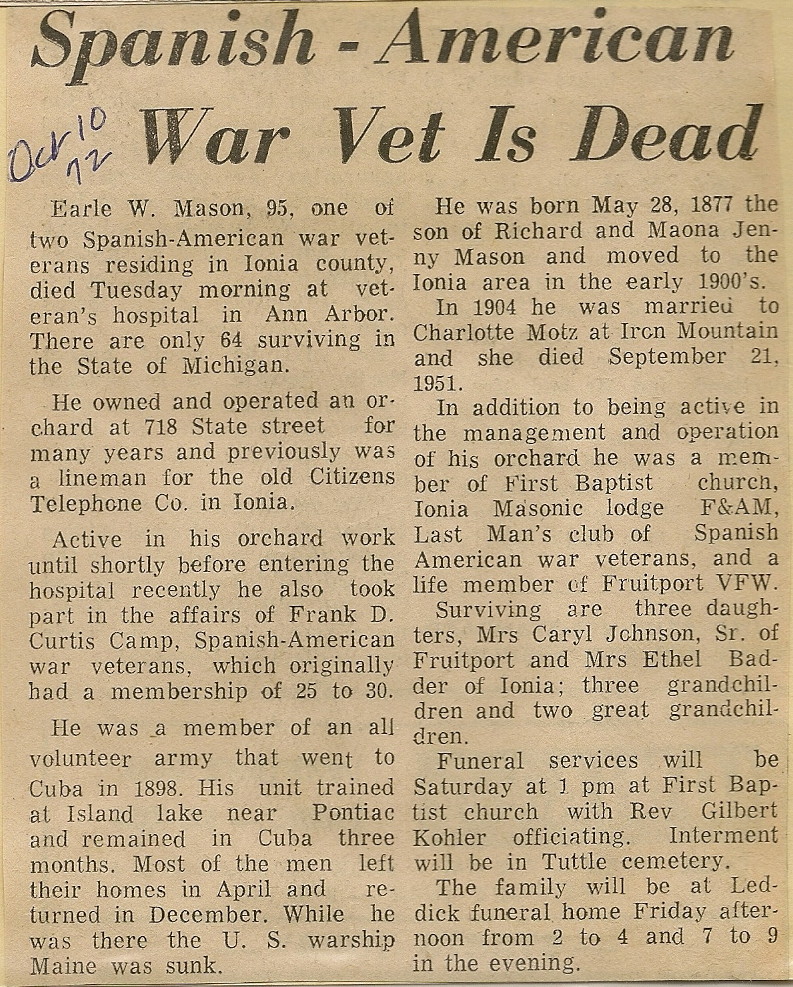 Spanish - American
War Vet Is Dead
Oct 10
72
Earle W. Mason, 95, one of
two Spanish-American war vet-
erans residing in Ionia county,
died Tuesday morning at vet-
eran's hospital in Ann Arbor.
There are only 64 surviving in
the State of Michigan.
He owned and operated an or-
chard at 718 State street for
many years and previously was
a lineman for the old Citizens
Telephone Co. in Ionia.
Active in his orchard work
until shortly before entering the
hospital recently he also took
part in the affairs of Frank D.
Curtis Camp, Spanish-American
war veterans, which originally
had a membership of 25 to 30.
He was a member of an all
volunteer army that went to
Cuba in 1898. His unit trained
at Island lake near Pontiac
and remained in Cuba three
months. Most of the men left
their homes in April and re-
turned in December. While he
was there the U. S. warship
Maine was sunk.
He was born May 28, 1877 the
son of Richard and Maona Jen-
ny Mason and moved to the
Ionia area in the early 1900's.
In 1904 he was married to
Charlotte Motz at Iron Mountain
and she died September 21,
1951.
In addition to being active in
the management and operation
of his orchard he was a mem-
ber of First Baptist church,
Ionia Masonic lodge F&AM,
Last Man's club of Spanish
American war veterans, and a
life member of Fruitport VFW.
Surviving are three daugh-
ters, Mrs Caryl Johnson, Sr. of
Fruitport and Mrs Ethel Bad-
der of Ionia; three grandchil-
dren and two great grandchil-
dren.
Funeral services will be
Saturday at 1 pm at First Bap-
tist church with Rev Gilbert
Kohler officiating. Interment
will be in Tuttle cemetery.
The family will be at Led-
dick funeral home Friday after-
noon from 2 to 4 and 7 to 9
in the evening.